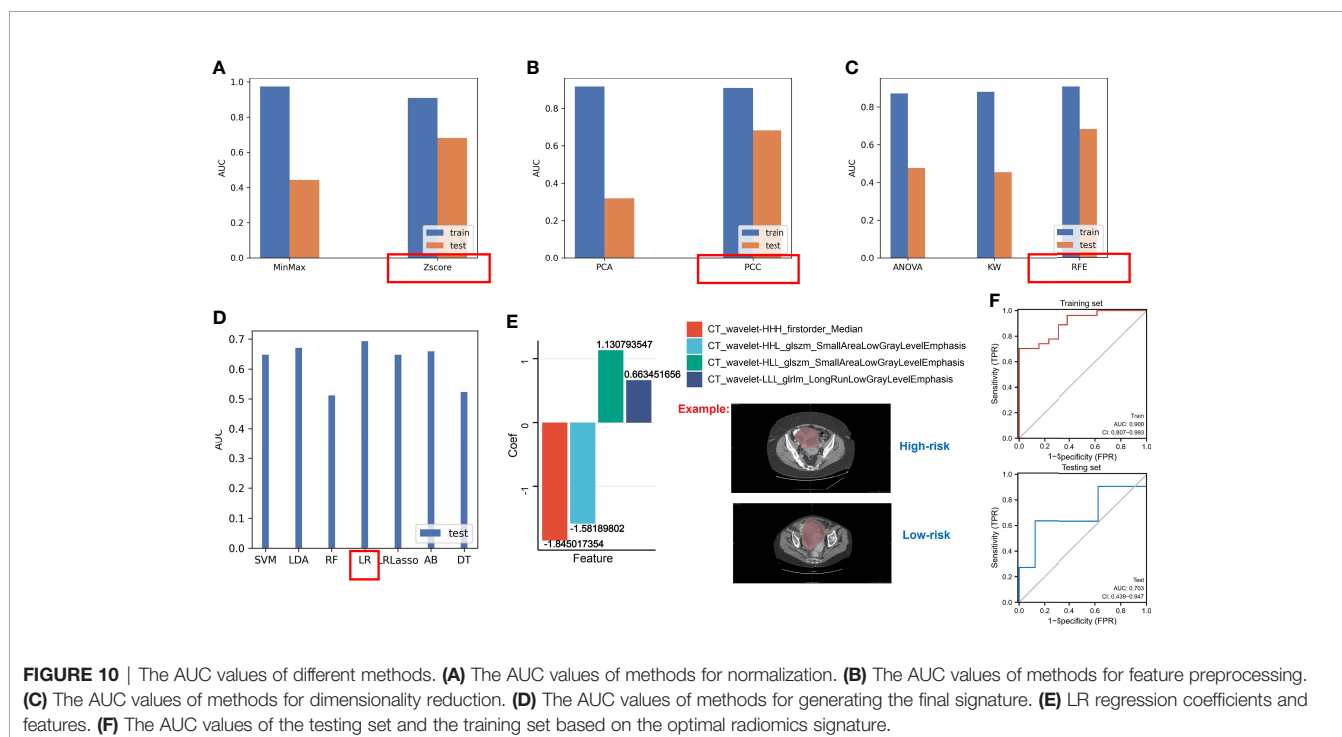 A
1.0
0.8
0.6
0.4
0.2
0.0
AUC
train
test
MinMax
Zscore
B
0.8
0.6
0.4
0.2
0.0
AUC
train
test
PCA
PCC
C
0.8
0.6
0.4
0.2
0.0
AUC
train
test
ANOVA
KW
RFE
D
0.7
0.6
0.5
0.4
0.3
0.2
0.1
0.0
AUC
test
SVM
LDA
RF
LR
LRLasso
AB
DT
E
CT_wavelet-HHH_firstorder_Median
CT_wavelet-HHL_glszm_SmallAreaLowGrayLevelEmphasis
CT_wavelet-HLL_glszm_SmallAreaLowGrayLevelEmphasis
CT_wavelet-LLL_glrlm_LongRunLowGrayLevelEmphasis
1.130793547
0.663451656
1
0
-1
Coef
-1.58189802
-1.845017354
Feature
Example:
High-risk
Low-risk
F
Training set
1.0
0.8
0.6
0.4
0.2
0.0
Sensitivity (TPR)
Train
AUC: 0.900
CI: 0.807–0.993
0.0 0.2 0.4 0.6 0.8 1.0
1-Specificity (FPR)
Testing set
1.0
0.8
0.6
0.4
0.2
0.0
Sensitivity (TPR)
Test
AUC: 0.703
CI: 0.439–0.947
0.0 0.2 0.4 0.6 0.8 1.0
1-Specificity (FPR)
FIGURE 10 | The AUC values of different methods. (A) The AUC values of methods for normalization. (B) The AUC values of methods for feature preprocessing.
(C) The AUC values of methods for dimensionality reduction. (D) The AUC values of methods for generating the final signature. (E) LR regression coefficients and
features. (F) The AUC values of the testing set and the training set based on the optimal radiomics signature.